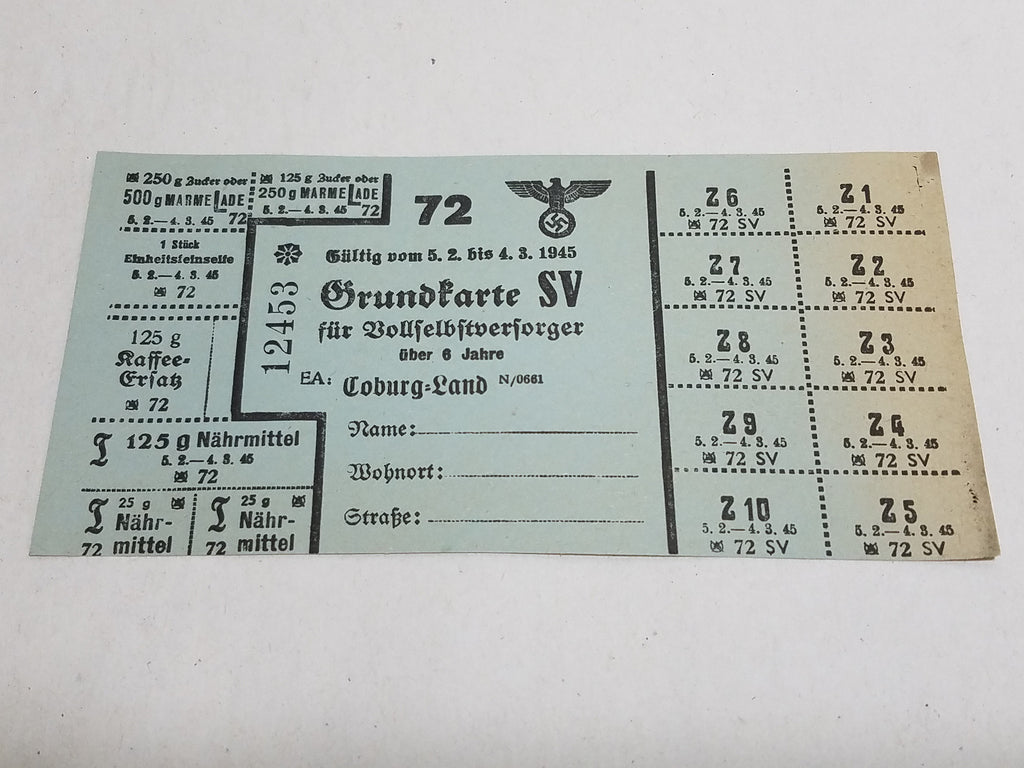 250 g Zucker oder
500 g MARMELADE
5. 2.—4. 3. 45 72
125 g Zucker oder
250 g MARMELADE
5. 2.—4. 3. 45 72
1 Stück
Einheitsfeinseife
5. 2.—4. 3. 45
72
125 g
Kaffee-
Ersatz
72
T 125 g Nährmittel
5. 2.—4. 3. 45
72
T 25 g
Nähr-
72 mittel
T 25 g
Nähr-
72 mittel
72
Gültig vom 5. 2. bis 4. 3. 1945
12453
Grundkarte SV
für Vollselbstversorger
über 6 Jahre
EA: Coburg=Land N/0661
Name:
Wohnort:
Straße:
Z 6
5. 2.—4. 3. 45
72 SV
Z 1
5. 2.—4. 3. 45
72 SV
Z 7
5. 2.—4. 3. 45
72 SV
Z 2
5. 2.—4. 3. 45
72 SV
Z 8
5. 2.—4. 3. 45
72 SV
Z 3
5. 2.—4. 3. 45
72 SV
Z 9
5. 2.—4. 3. 45
72 SV
Z 4
5. 2.—4. 3. 45
72 SV
Z 10
5. 2.—4. 3. 45
72 SV
Z 5
5. 2.—4. 3. 45
72 SV